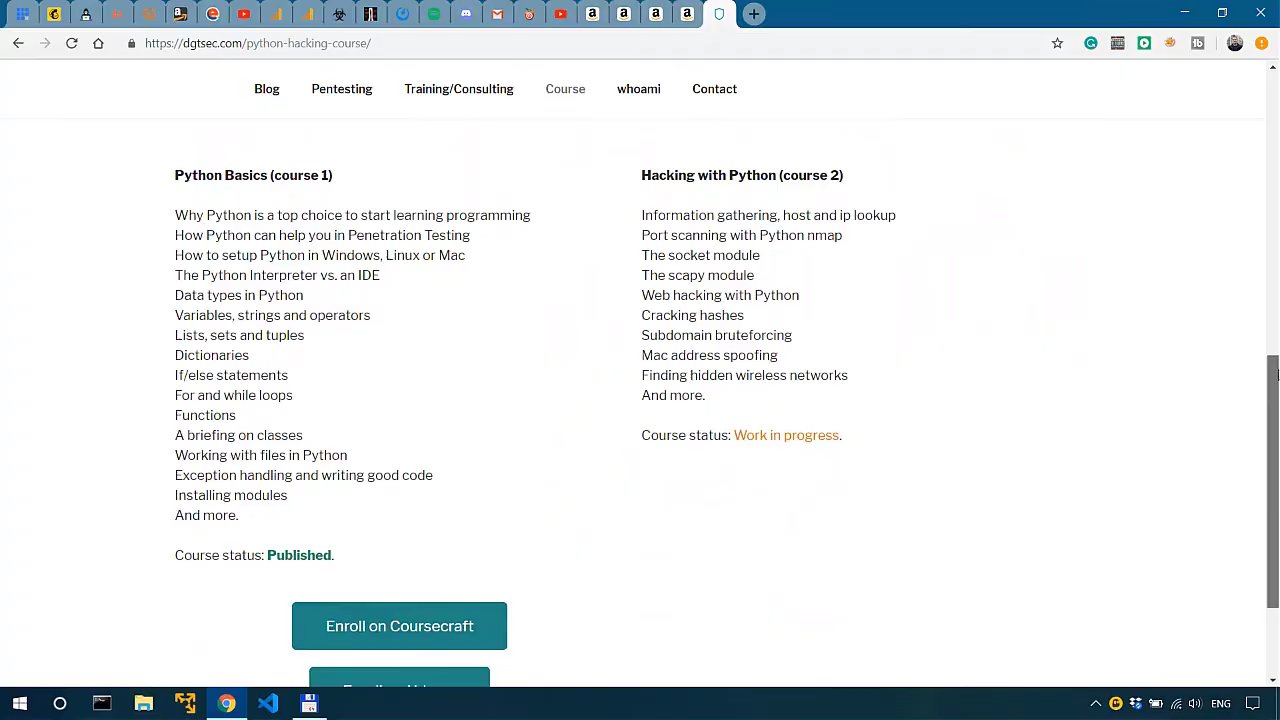 https://dgtsec.com/python-hacking-course/
Blog
Pentesting
Training/Consulting
Course
whoami
Contact
Python Basics (course 1)
Why Python is a top choice to start learning programming
How Python can help you in Penetration Testing
How to setup Python in Windows, Linux or Mac
The Python Interpreter vs. an IDE
Data types in Python
Variables, strings and operators
Lists, sets and tuples
Dictionaries
If/else statements
For and while loops
Functions
A briefing on classes
Working with files in Python
Exception handling and writing good code
Installing modules
And more.
Course status: Published.
Enroll on Coursecraft
Hacking with Python (course 2)
Information gathering, host and ip lookup
Port scanning with Python nmap
The socket module
The scapy module
Web hacking with Python
Cracking hashes
Subdomain bruteforcing
Mac address spoofing
Finding hidden wireless networks
And more.
Course status: Work in progress.
ENG